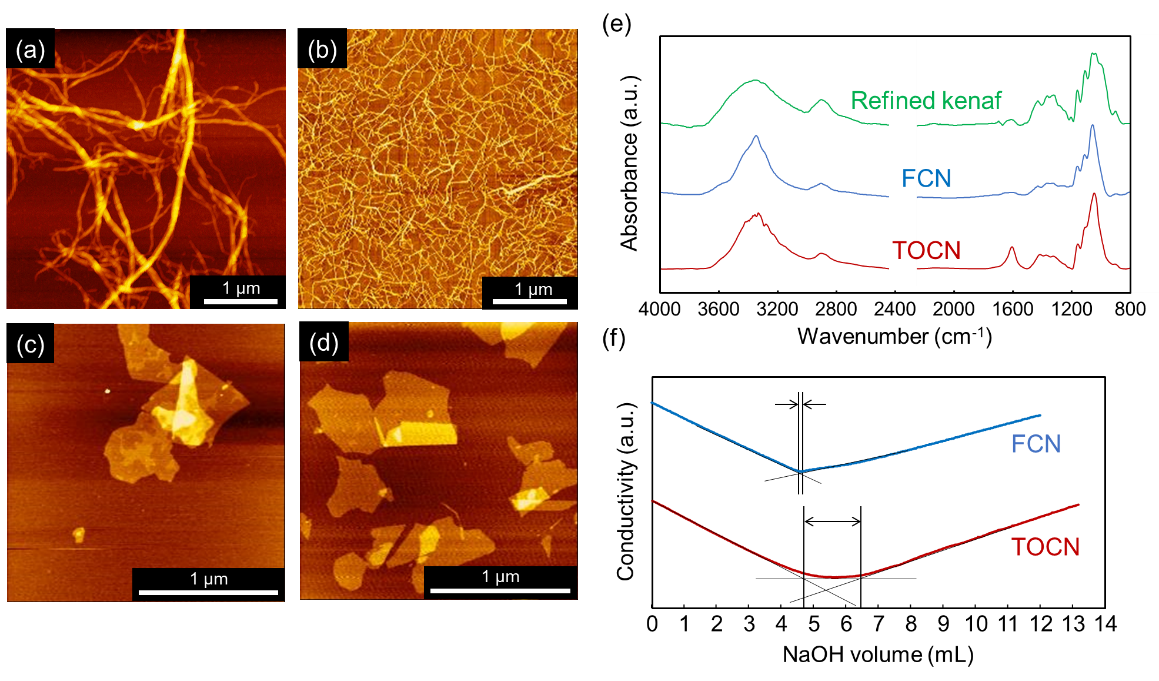 (a)
1 μm
(b)
1 μm
(c)
1 μm
(d)
1 μm
(e)
Absorbance (a.u.)
Refined kenaf
FCN
TOCN
4000 3600 3200 2800 2400 2000 1600 1200 800
Wavenumber (cm-1)
(f)
Conductivity (a.u.)
FCN
TOCN
0 1 2 3 4 5 6 7 8 9 10 11 12 13 14
NaOH volume (mL)